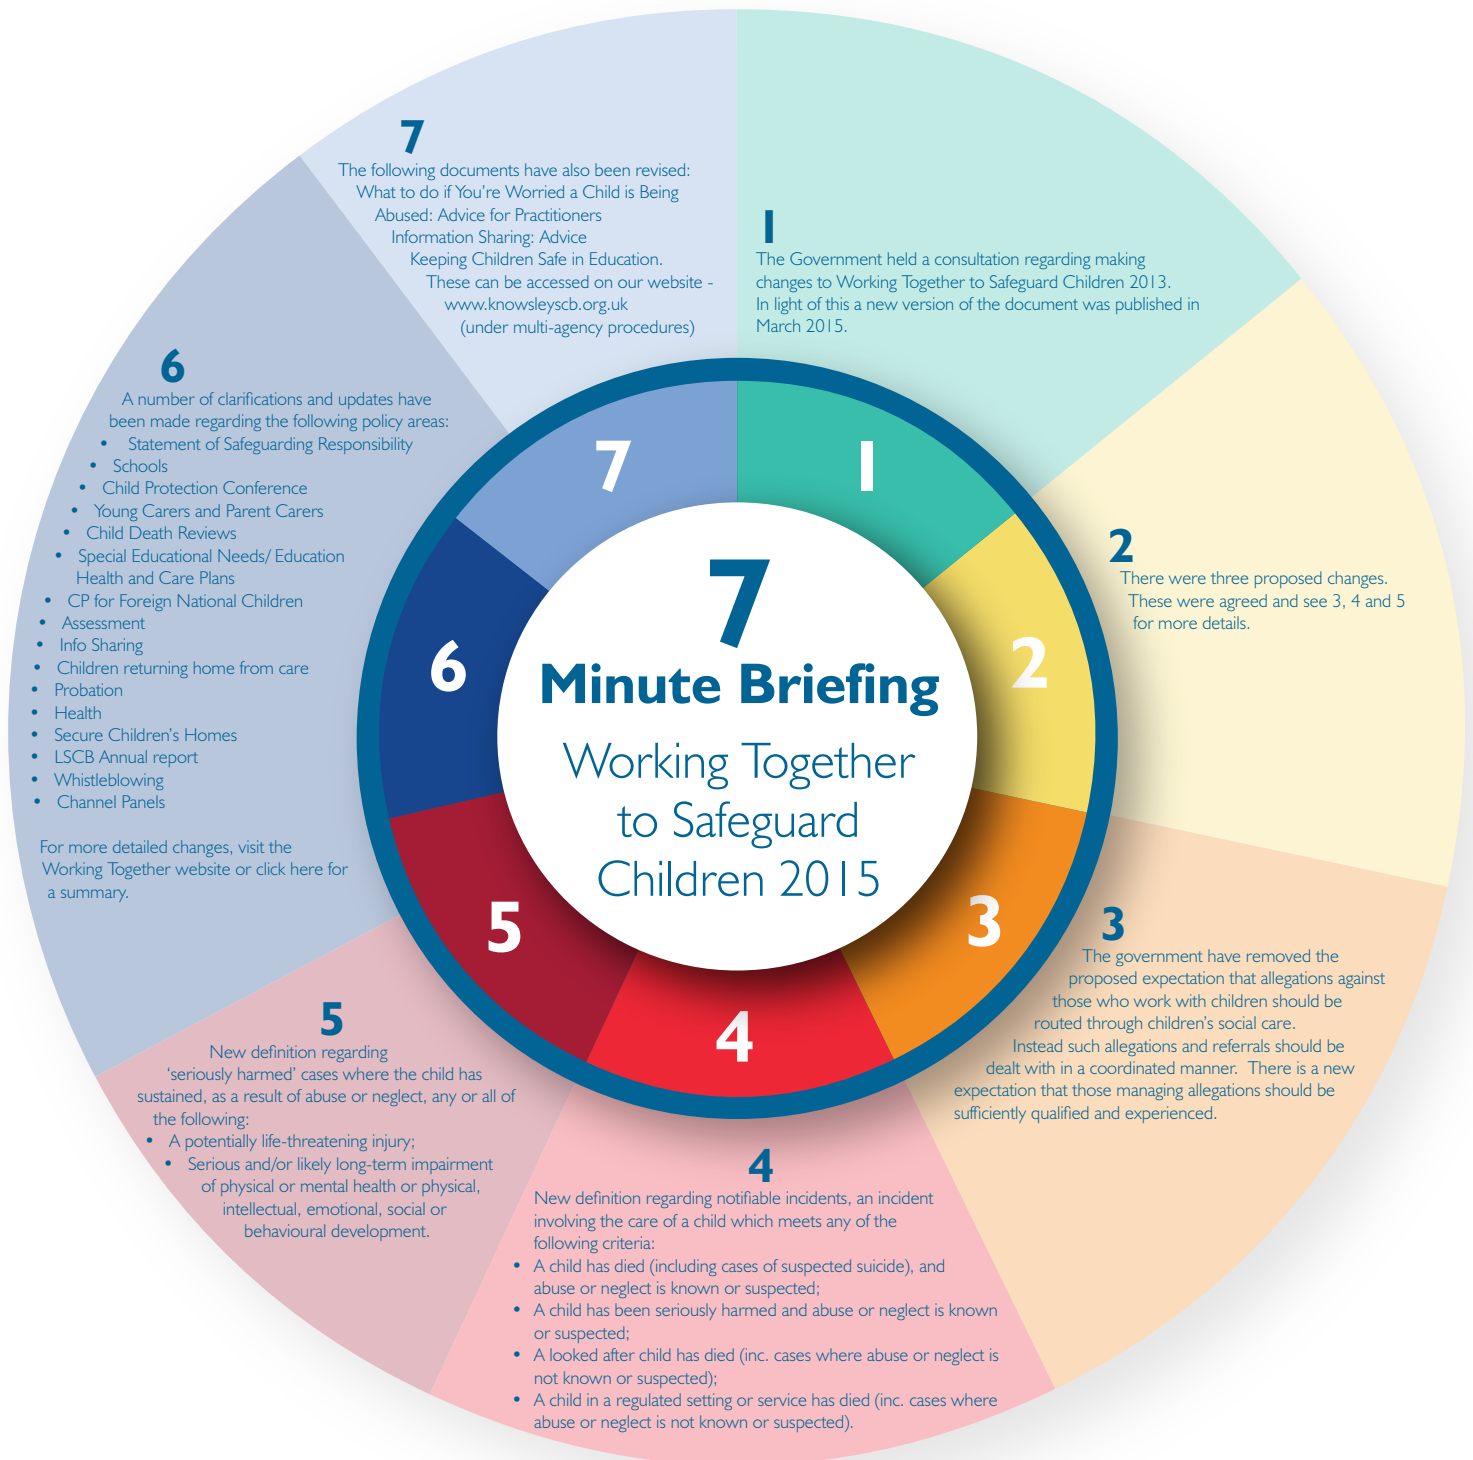 7
Minute Briefing
Working Together
to Safeguard
Children 2015
1
2
3
4
5
6
7
1
The Government held a consultation regarding making
changes to Working Together to Safeguard Children 2013.
In light of this a new version of the document was published in
March 2015.
2
There were three proposed changes.
These were agreed and see 3, 4 and 5
for more details.
3
The government have removed the
proposed expectation that allegations against
those who work with children should be
routed through children's social care.
Instead such allegations and referrals should be
dealt with in a coordinated manner.  There is a new
expectation that those managing allegations should be
sufficiently qualified and experienced.
4
New definition regarding notifiable incidents, an incident
involving the care of a child which meets any of the
following criteria:
• A child has died (including cases of suspected suicide), and
abuse or neglect is known or suspected;
• A child has been seriously harmed and abuse or neglect is known
or suspected;
• A looked after child has died (inc. cases where abuse or neglect is
not known or suspected);
• A child in a regulated setting or service has died (inc. cases where
abuse or neglect is not known or suspected).
5
New definition regarding
‘seriously harmed’ cases where the child has
sustained, as a result of abuse or neglect, any or all of
the following:
• A potentially life-threatening injury;
• Serious and/or likely long-term impairment
of physical or mental health or physical,
intellectual, emotional, social or
behavioural development.
6
A number of clarifications and updates have
been made regarding the following policy areas:
• Statement of Safeguarding Responsibility
• Schools
• Child Protection Conference
• Young Carers and Parent Carers
• Child Death Reviews
• Special Educational Needs/ Education
Health and Care Plans
• CP for Foreign National Children
• Assessment
• Info Sharing
• Children returning home from care
• Probation
• Health
• Secure Children's Homes
• LSCB Annual report
• Whistleblowing
• Channel Panels
For more detailed changes, visit the
Working Together website or click here for
a summary.
7
The following documents have also been revised:
What to do if You're Worried a Child is Being
Abused: Advice for Practitioners
Information Sharing: Advice
Keeping Children Safe in Education.
These can be accessed on our website -
www.knowsleyscb.org.uk
(under multi-agency procedures)